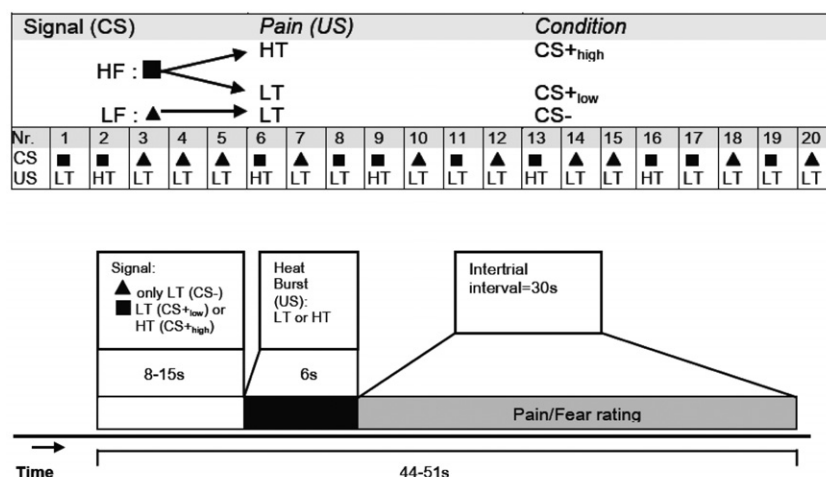 Signal (CS) Pain (US) Condition
HF : ■ HT CS+high
LT CS+low
LF : ▲ LT CS-
Nr. 1 2 3 4 5 6 7 8 9 10 11 12 13 14 15 16 17 18 19 20
CS ■ ■ ▲ ▲ ▲ ■ ▲ ■ ■ ▲ ■ ▲ ■ ▲ ▲ ■ ■ ▲ ■ ▲
US LT HT LT LT LT HT LT LT HT LT LT LT HT LT LT HT LT LT LT LT
Signal:
▲ only LT (CS-)
■ LT (CS+low) or
HT (CS+high)
8-15s
Heat
Burst
(US):
LT or HT
6s
Intertrial
interval=30s
Pain/Fear rating
Time
44-51s